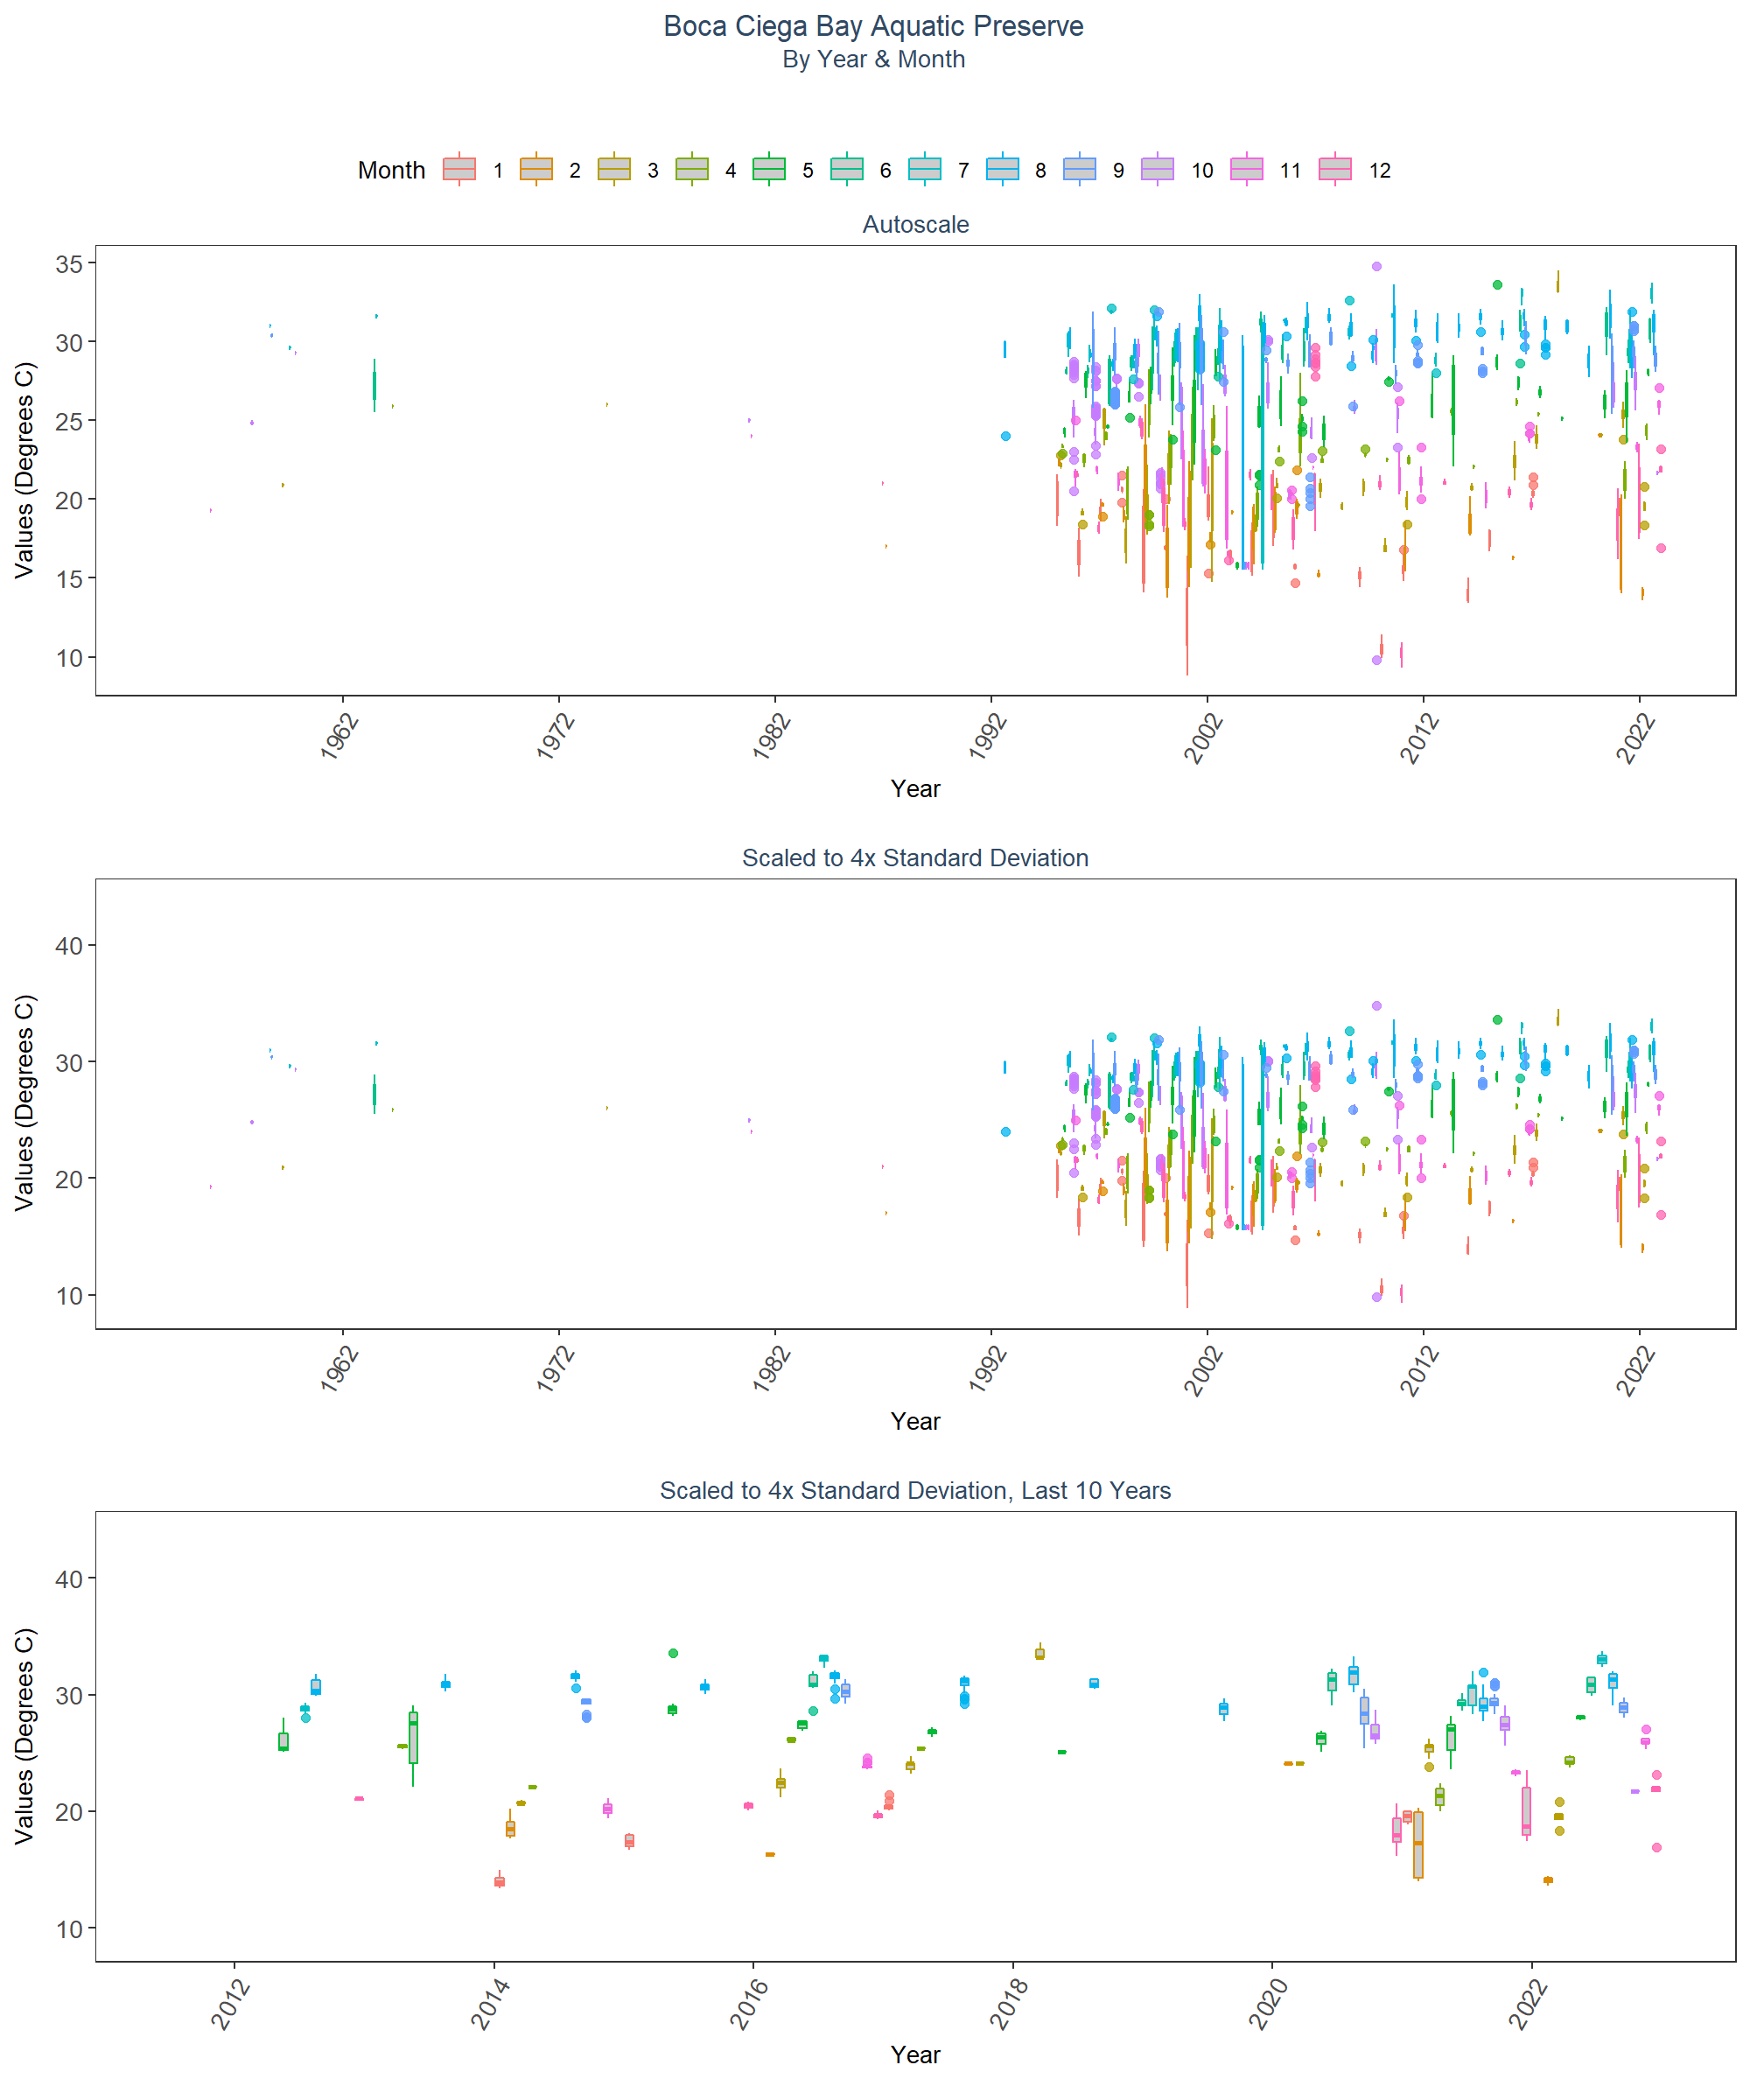 Boca Ciega Bay Aquatic Preserve
By Year & Month
Month 1 2 3 4 5 6 7 8 9 10 11 12
Autoscale
Values (Degrees C)
35
30
25
20
15
10
1962 1972 1982 1992 2002 2012 2022
Year
Scaled to 4x Standard Deviation
Values (Degrees C)
40
30
20
10
1962 1972 1982 1992 2002 2012 2022
Year
Scaled to 4x Standard Deviation, Last 10 Years
Values (Degrees C)
40
30
20
10
2012 2014 2016 2018 2020 2022
Year